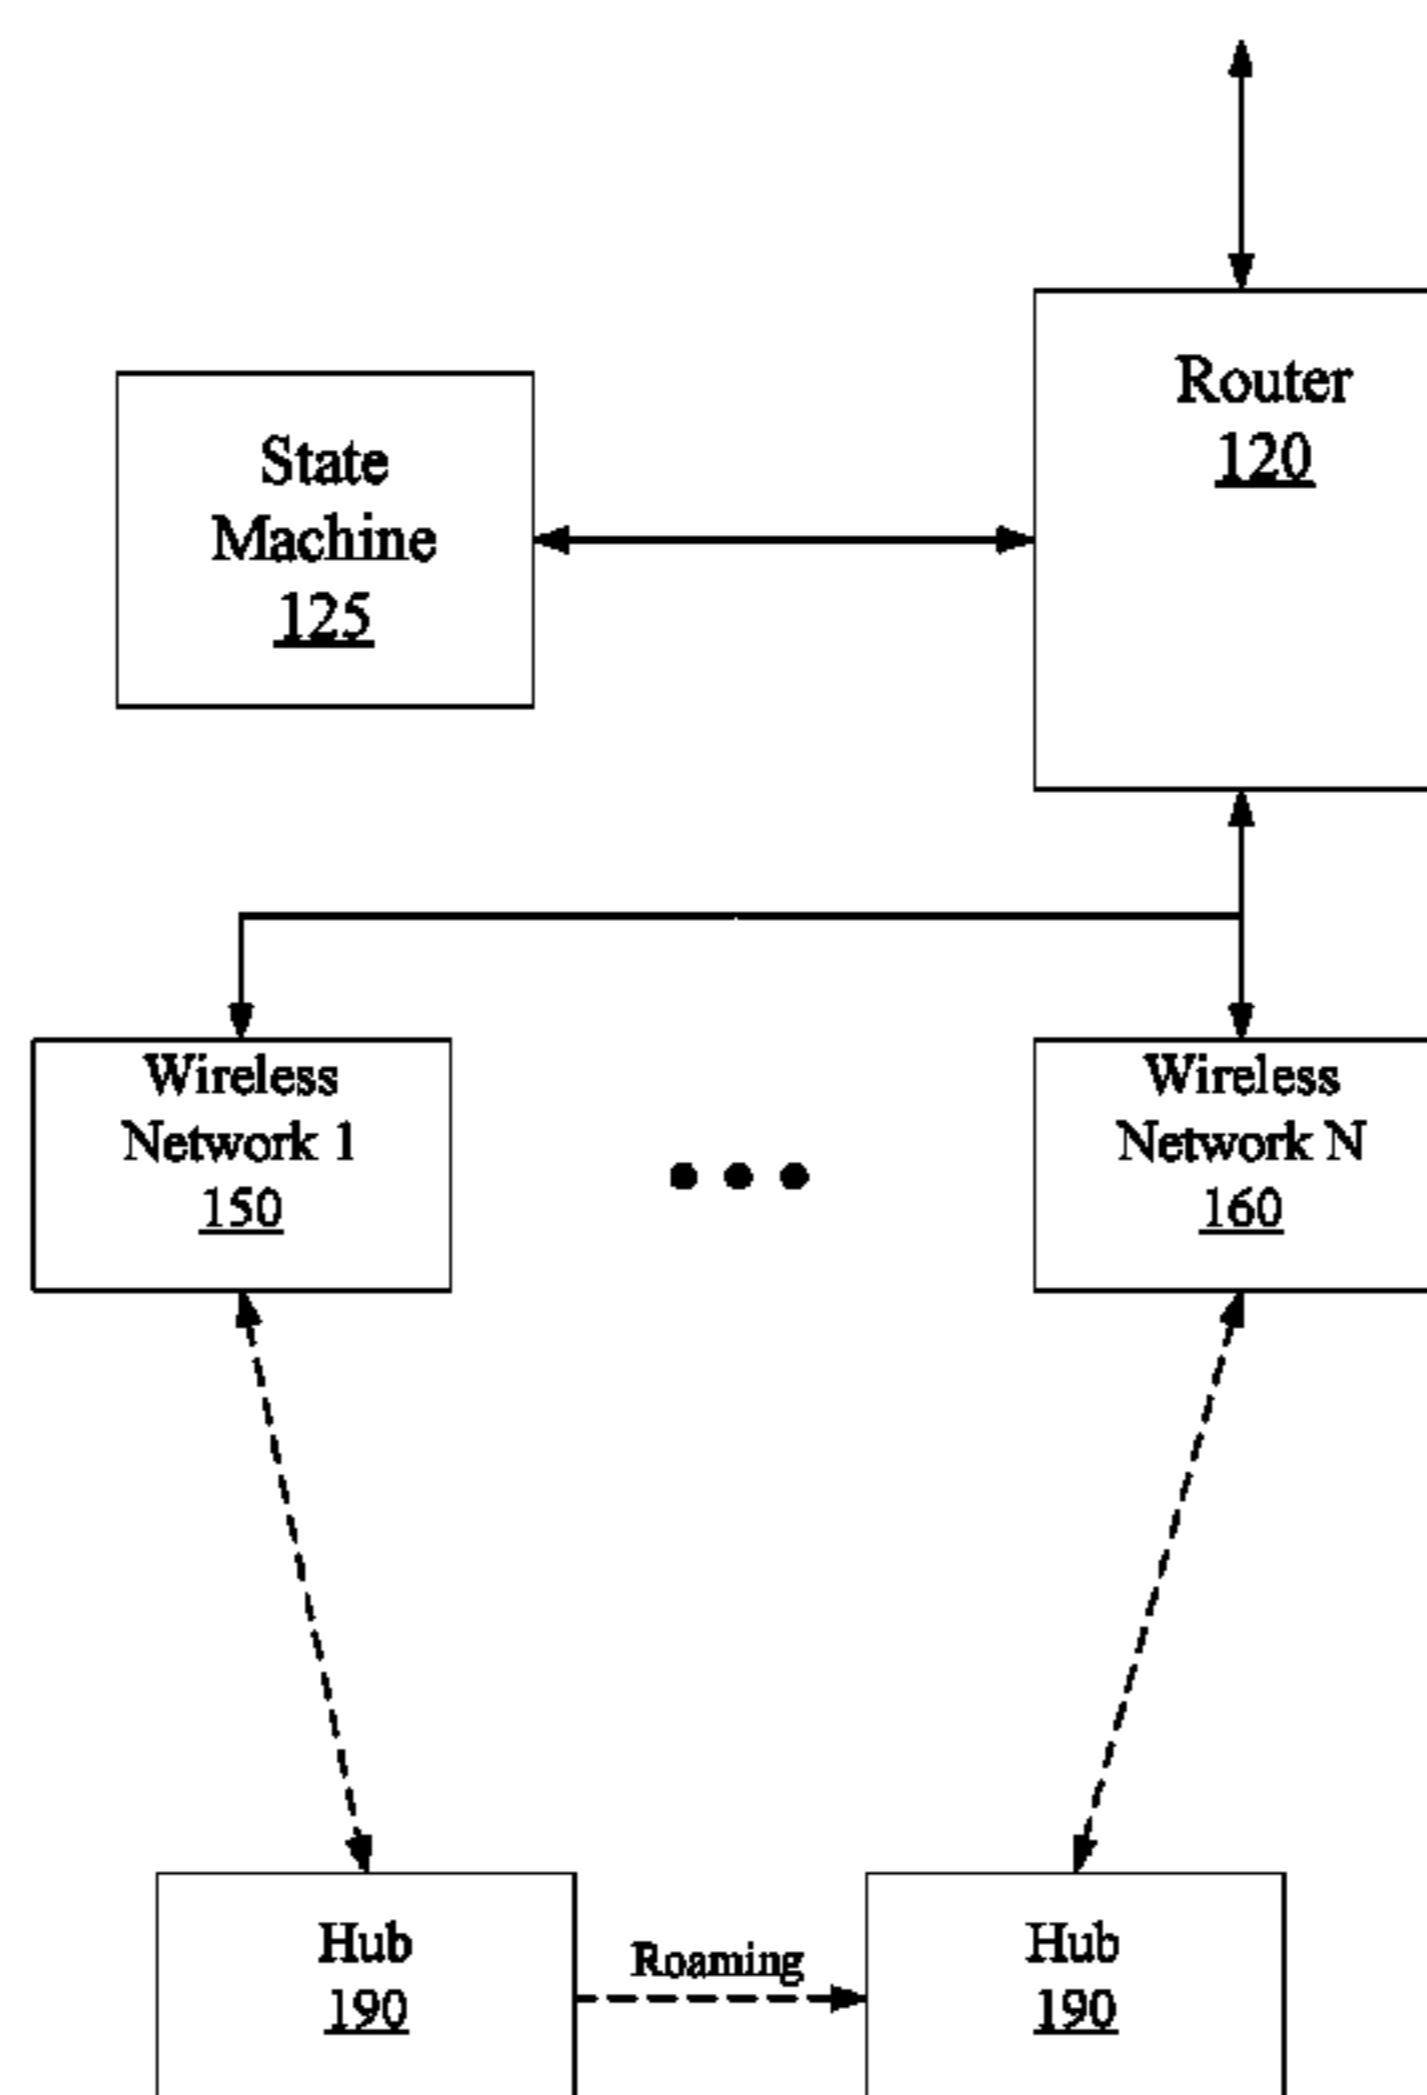 Router
120
State
Machine
125
Wireless
Network 1
150
Wireless
Network N
160
Hub
190
Roaming
Hub
190